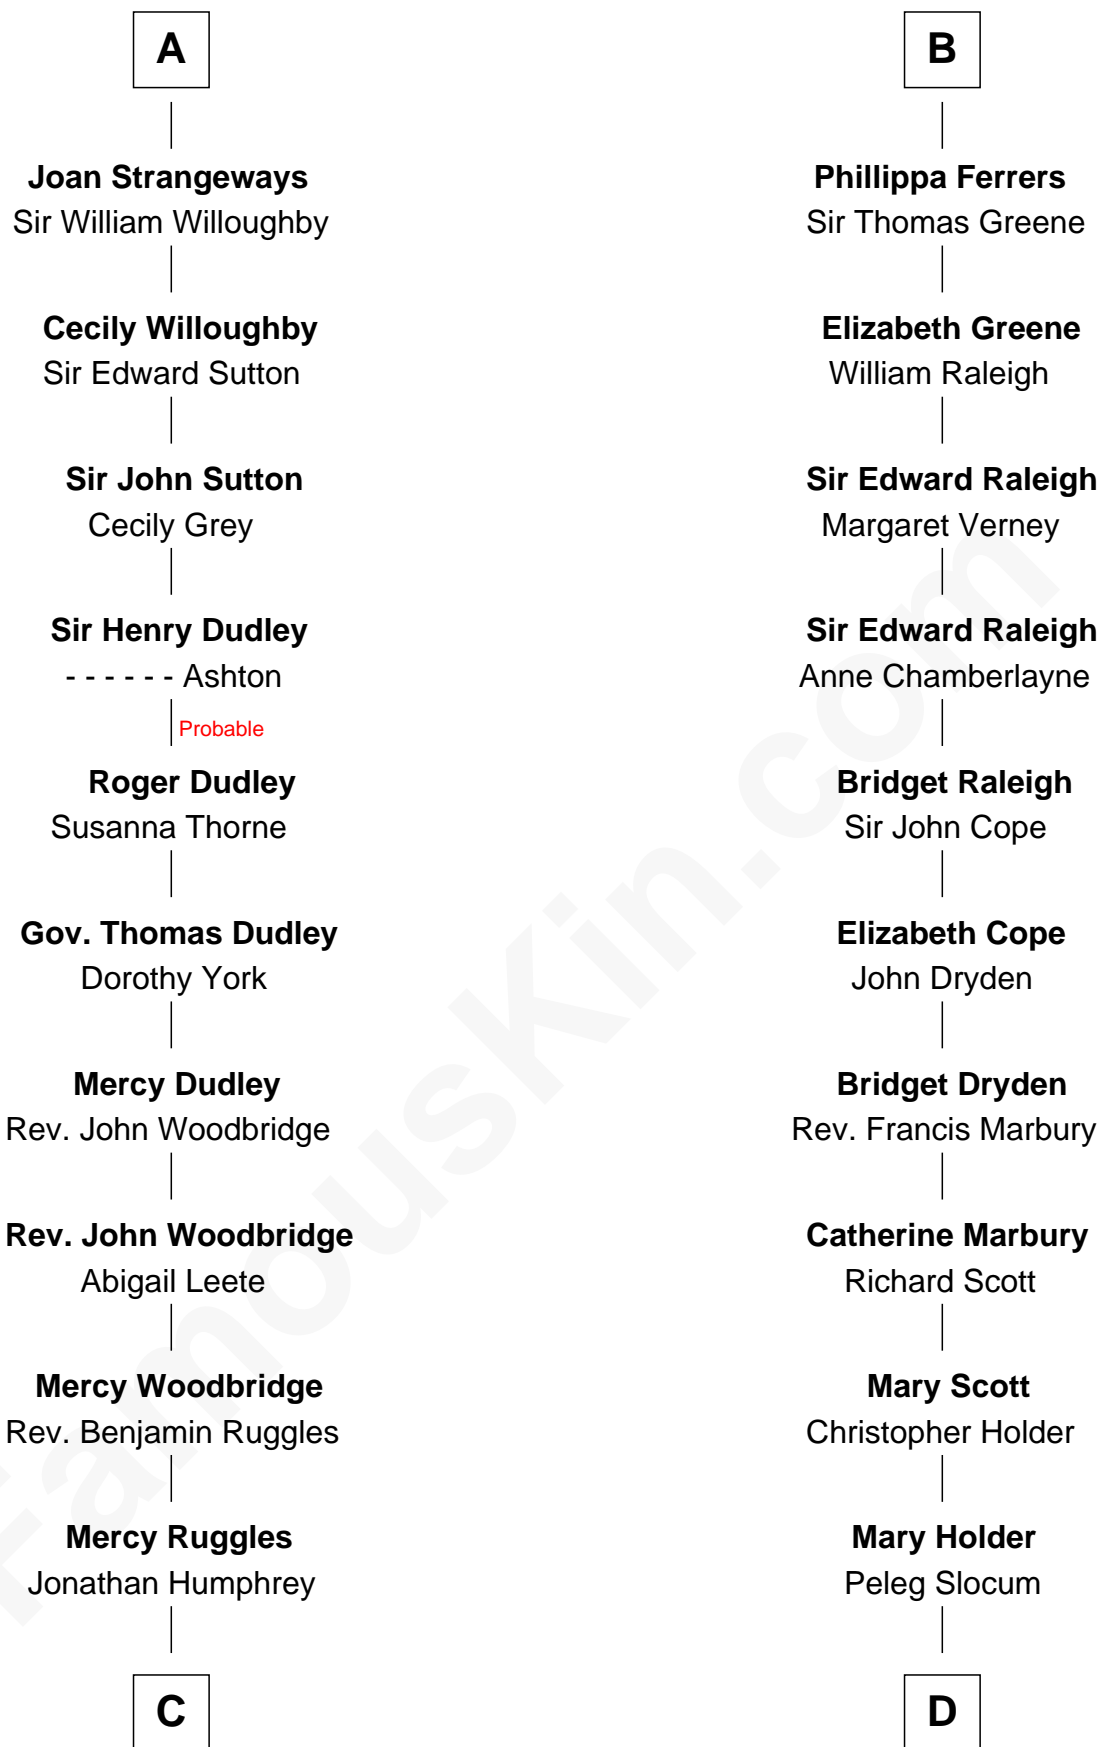 A
Joan Strangeways
Sir William Willoughby
Cecily Willoughby
Sir Edward Sutton
Sir John Sutton
Cecily Grey
Sir Henry Dudley
- - - - - - Ashton
Probable
Roger Dudley
Susanna Thorne
Gov. Thomas Dudley
Dorothy York
Mercy Dudley
Rev. John Woodbridge
Rev. John Woodbridge
Abigail Leete
Mercy Woodbridge
Rev. Benjamin Ruggles
Mercy Ruggles
Jonathan Humphrey
C
B
Phillippa Ferrers
Sir Thomas Greene
Elizabeth Greene
William Raleigh
Sir Edward Raleigh
Margaret Verney
Sir Edward Raleigh
Anne Chamberlayne
Bridget Raleigh
Sir John Cope
Elizabeth Cope
John Dryden
Bridget Dryden
Rev. Francis Marbury
Catherine Marbury
Richard Scott
Mary Scott
Christopher Holder
Mary Holder
Peleg Slocum
D
FamousKin.com